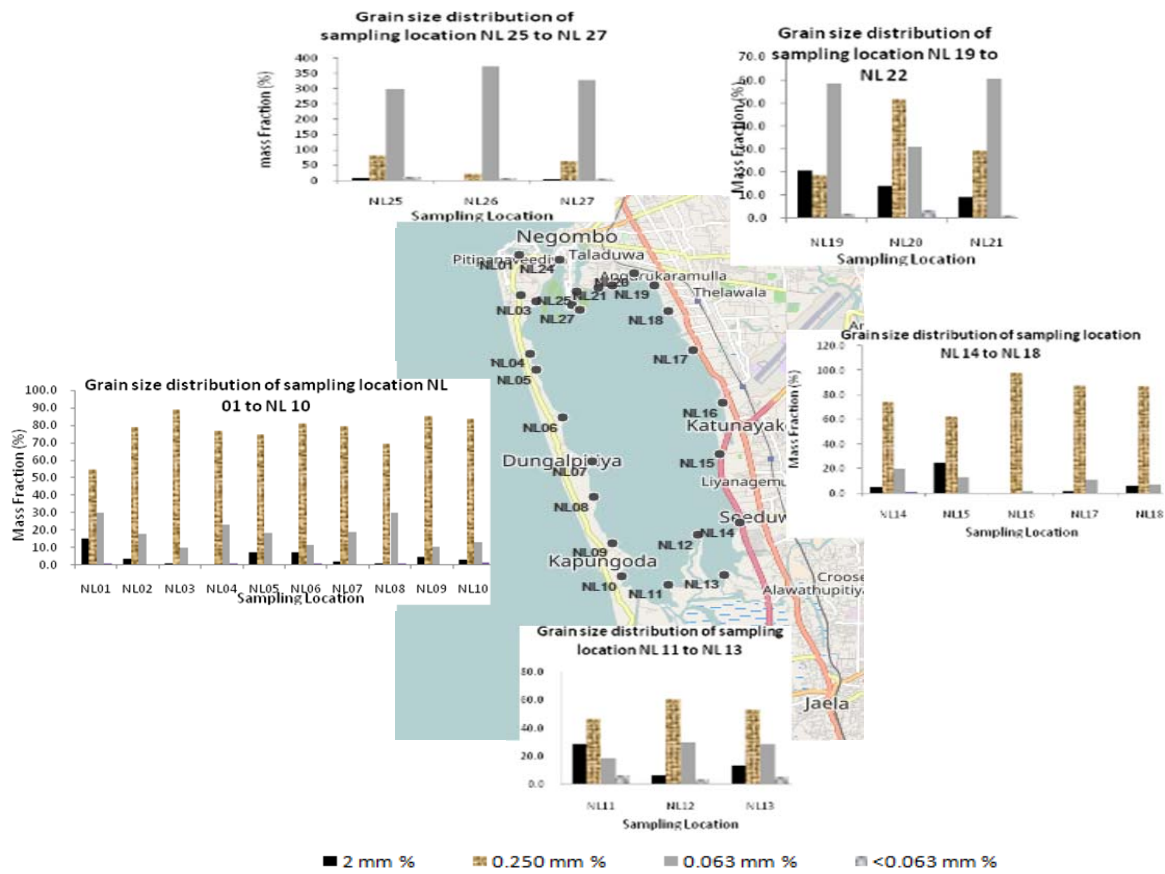 Grain size distribution of
sampling location NL 25 to NL 27
mass Fraction (%)
400
350
300
250
200
150
100
50
0
NL25 NL26 NL27
Sampling Location
Grain size distribution of
sampling location NL 19 to
NL 22
Mass Fraction (%)
70.0
60.0
50.0
40.0
30.0
20.0
10.0
0.0
NL19 NL20 NL21
Sampling Location
Negombo
Taladuwa
NL01
NL24
Angurukaramulla
NL25
NL21
NL19
Thelawala
NL03
NL27
NL18
NL04
NL05
NL17
NL06
NL16
Katunayak
Dungalpitiya
NL07
NL15
Liyanagemu
NL08
Seeduw
NL14
NL12
NL09
Kapungoda
NL10
NL11
NL13
Croos
Alawathupitiya
Jaela
Grain size distribution of sampling location
NL 14 to NL 18
Mass Fraction (%)
120.0
100.0
80.0
60.0
40.0
20.0
0.0
NL14 NL15 NL16 NL17 NL18
Sampling Location
Grain size distribution of sampling location NL
01 to NL 10
Mass Fraction (%)
100.0
90.0
80.0
70.0
60.0
50.0
40.0
30.0
20.0
10.0
0.0
NL01 NL02 NL03 NL04 NL05 NL06 NL07 NL08 NL09 NL10
Sampling Location
Grain size distribution of sampling
location NL 11 to NL 13
80.0
60.0
40.0
20.0
0.0
NL11 NL12 NL13
Sampling Location
2 mm % 0.250 mm % 0.063 mm % <0.063 mm %